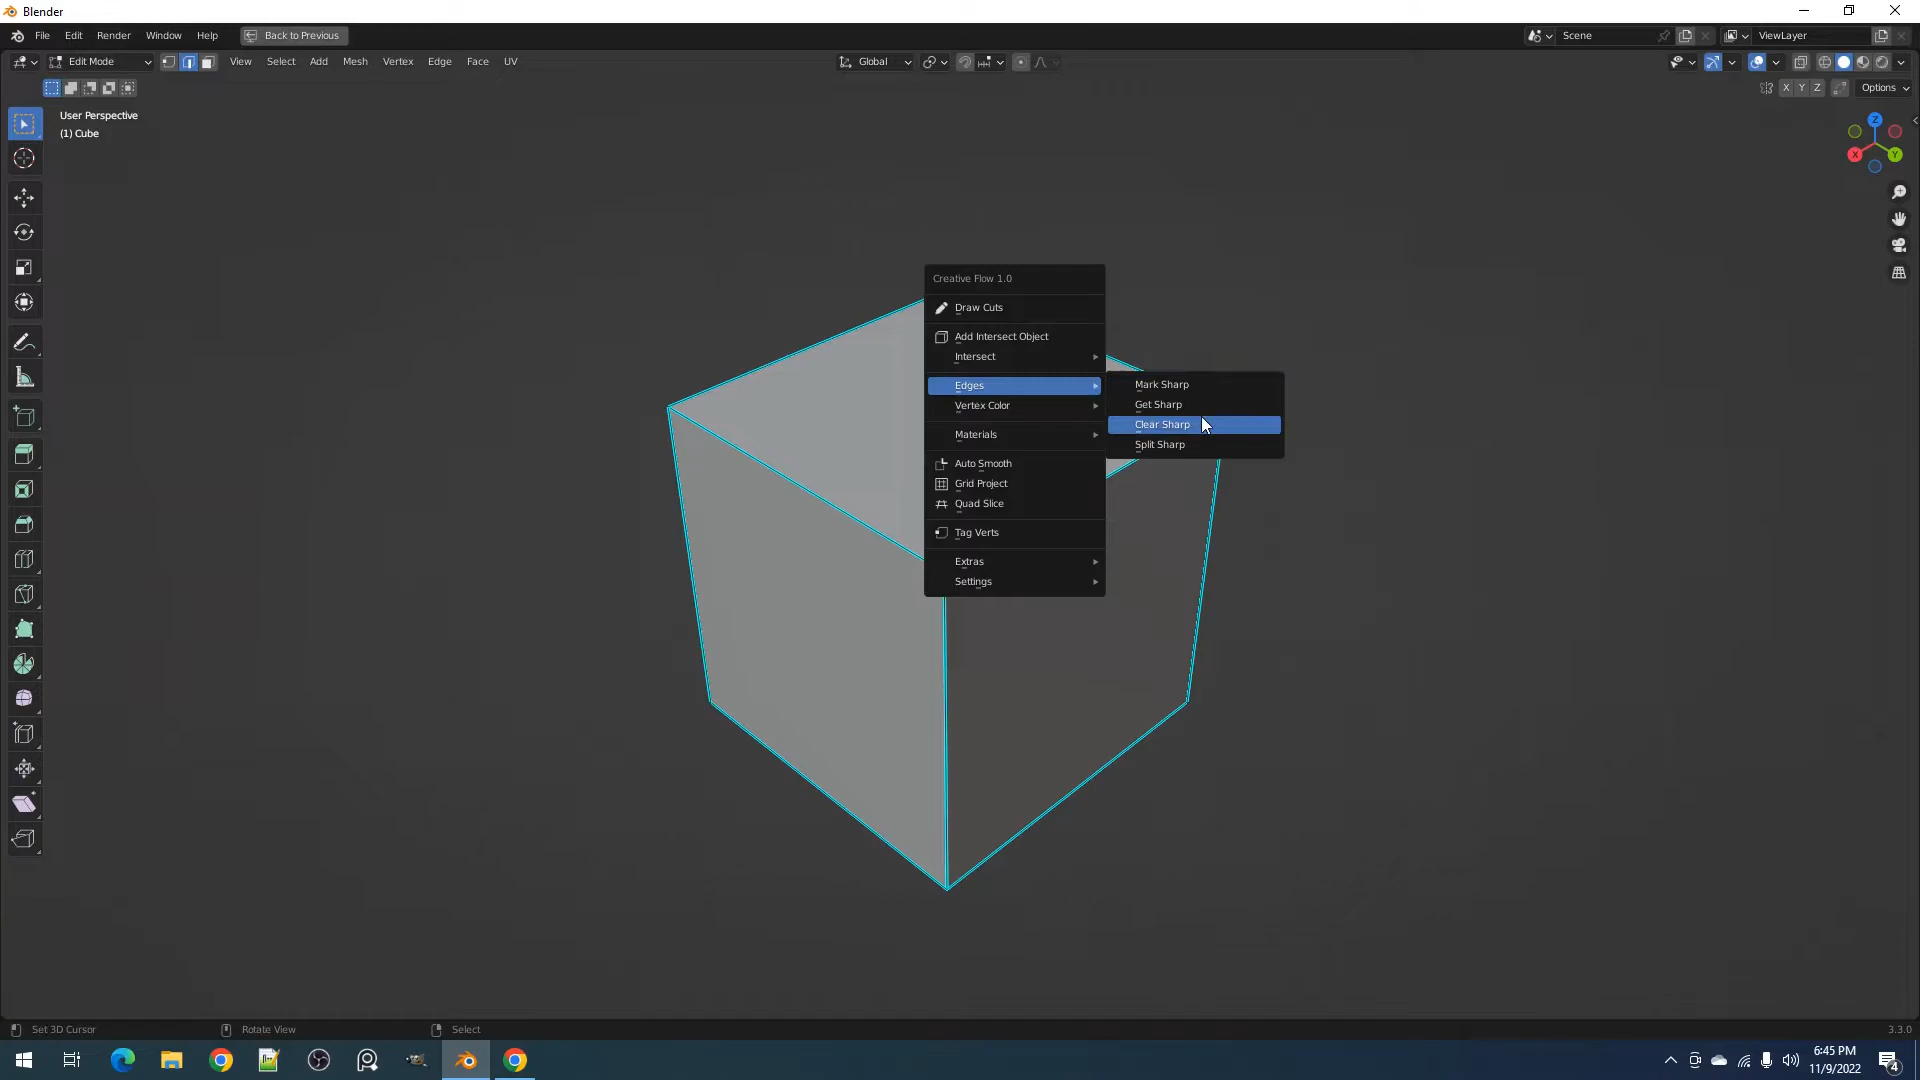 Blender
File Edit Render Window Help Back to Previous Scene ViewLayer
Edit Mode View Select Add Mesh Vertex Edge Face UV Global
X Y Z Options
User Perspective
(1) Cube
Z
X Y
Creative Flow 1.0
Draw Cuts
Add Intersect Object
Intersect
Edges
Vertex Color
Materials
Auto Smooth
Grid Project
Quad Slice
Tag Verts
Extras
Settings
Mark Sharp
Get Sharp
Clear Sharp
Split Sharp
Set 3D Cursor Rotate View Select 3.3.0
6:45 PM
11/9/2022
4